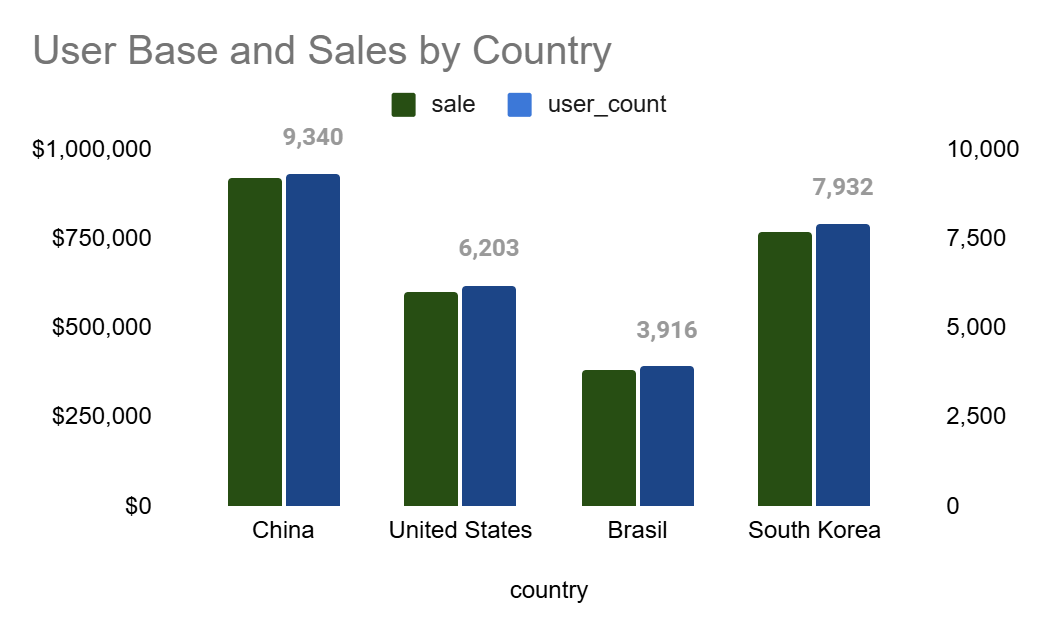 User Base and Sales by Country
sale user_count
9,340
$1,000,000 10,000
7,932
$750,000 6,203 7,500
$500,000 3,916 5,000
$250,000 2,500
$0 0
China United States Brasil South Korea
country